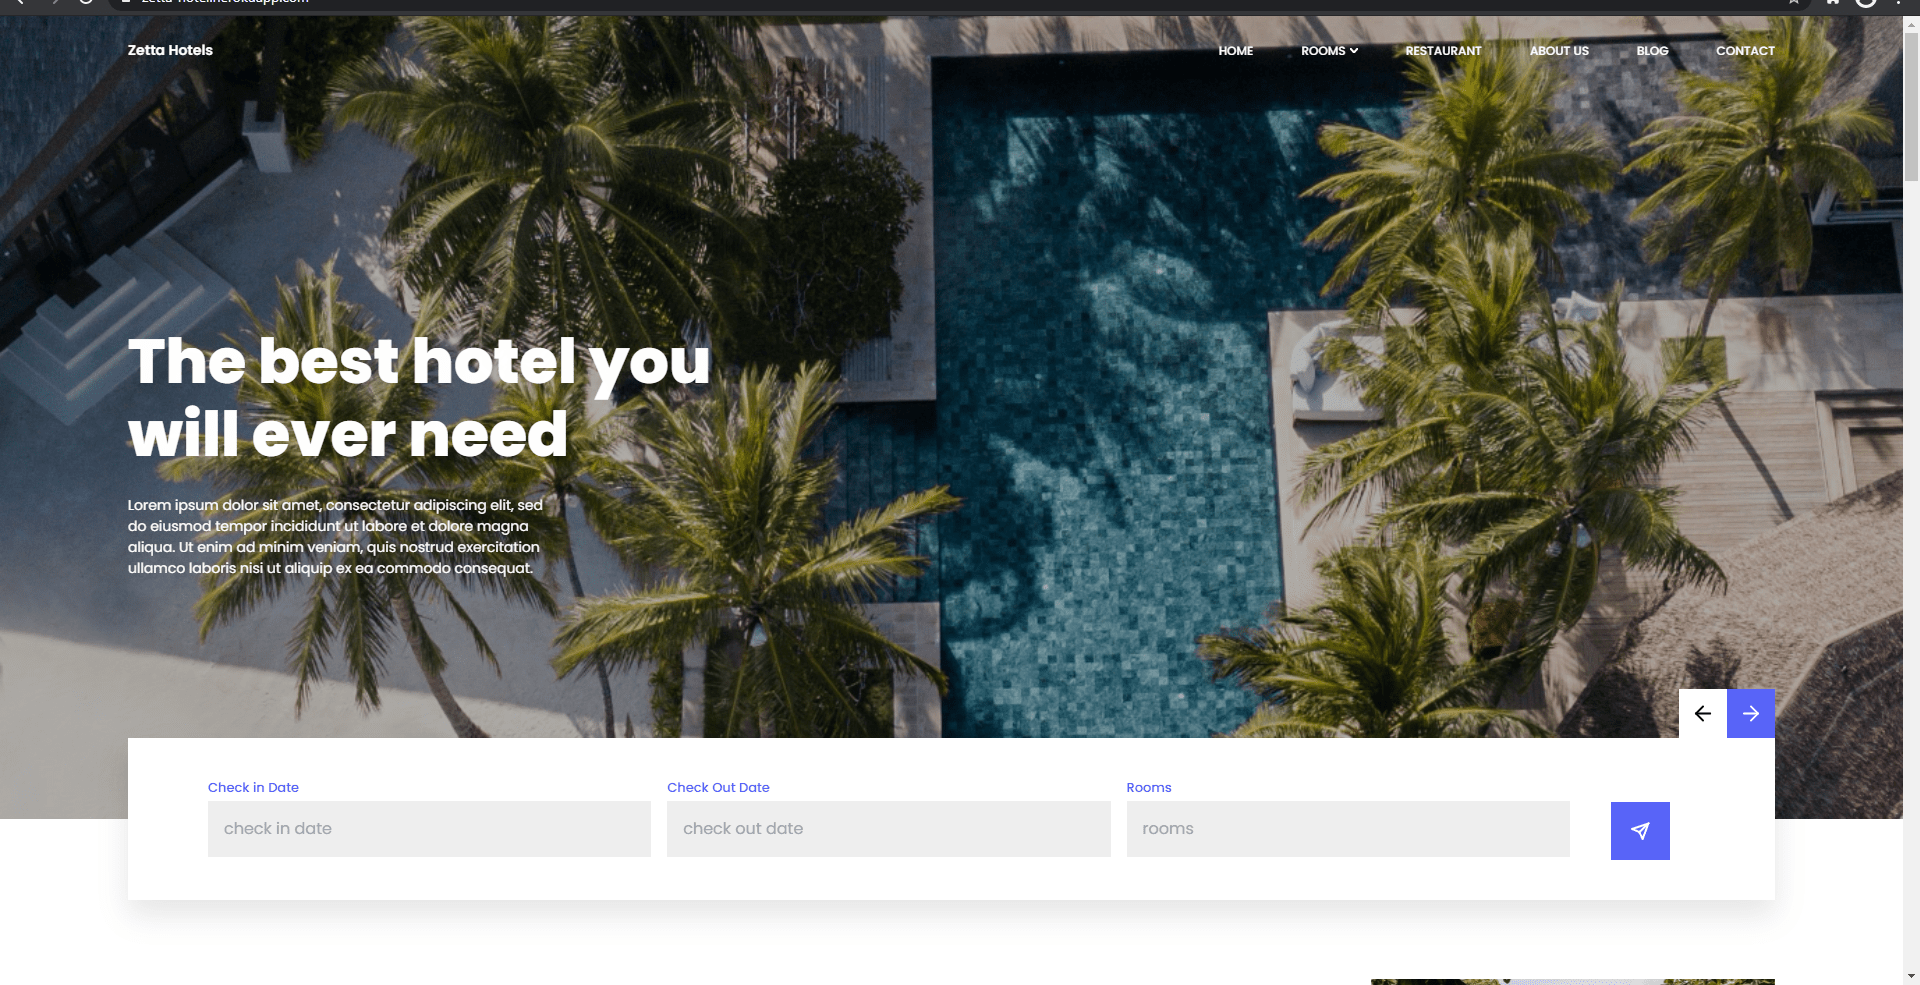 Zetta Hotels
HOME ROOMS RESTAURANT ABOUT US BLOG CONTACT
The best hotel you
will ever need
Lorem ipsum dolor sit amet, consectetur adipiscing elit, sed
do eiusmod tempor incididunt ut labore et dolore magna
aliqua. Ut enim ad minim veniam, quis nostrud exercitation
ullamco laboris nisi ut aliquip ex ea commodo consequat.
Check in Date
check in date
Check Out Date
check out date
Rooms
rooms